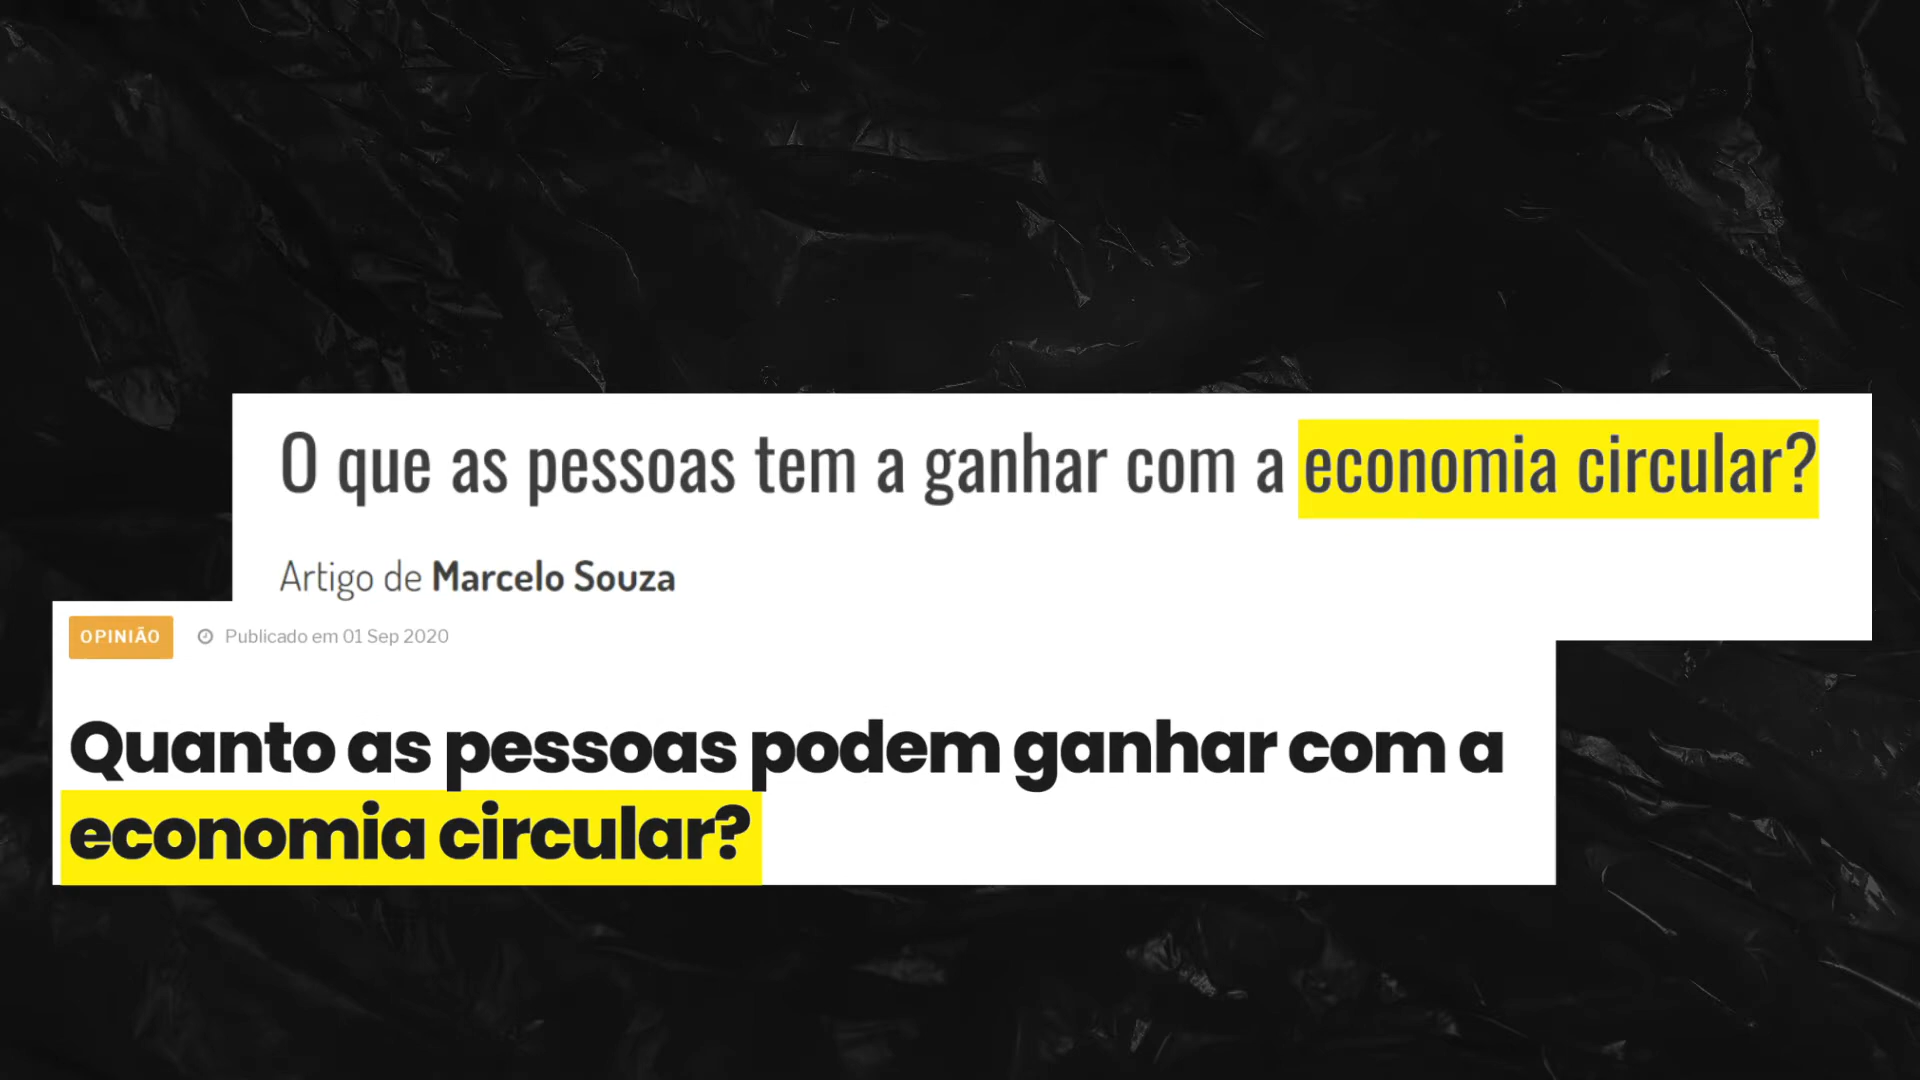 O que as pessoas tem a ganhar com a economia circular?
Artigo de Marcelo Souza
OPINIÃO Publicado em 01 Sep 2020
Quanto as pessoas podem ganhar com a
economia circular?